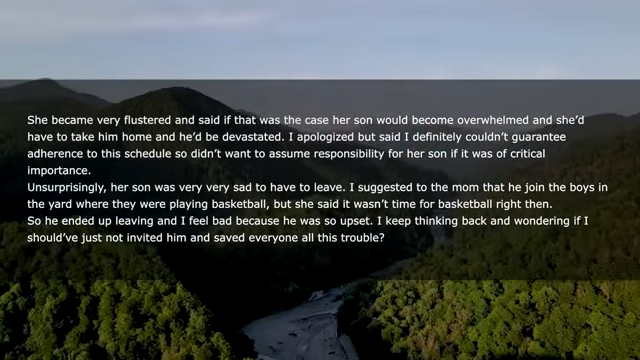 She became very flustered and said if that was the case her son would become overwhelmed and she'd
have to take him home and he'd be devastated. I apologized but said I definitely couldn't guarantee
adherence to this schedule so didn't want to assume responsibility for her son if it was of critical
importance.
Unsurprisingly, her son was very very sad to have to leave. I suggested to the mom that he join the boys in
the yard where they were playing basketball, but she said it wasn't time for basketball right then.
So he ended up leaving and I feel bad because he was so upset. I keep thinking back and wondering if I
should've just not invited him and saved everyone all this trouble?